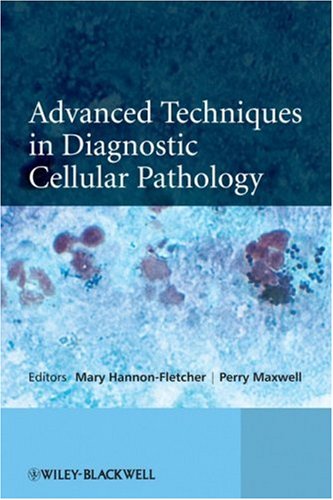 Advanced Techniques
in Diagnostic
Cellular Pathology
Editors Mary Hannon-Fletcher | Perry Maxwell
WILEY-BLACKWELL